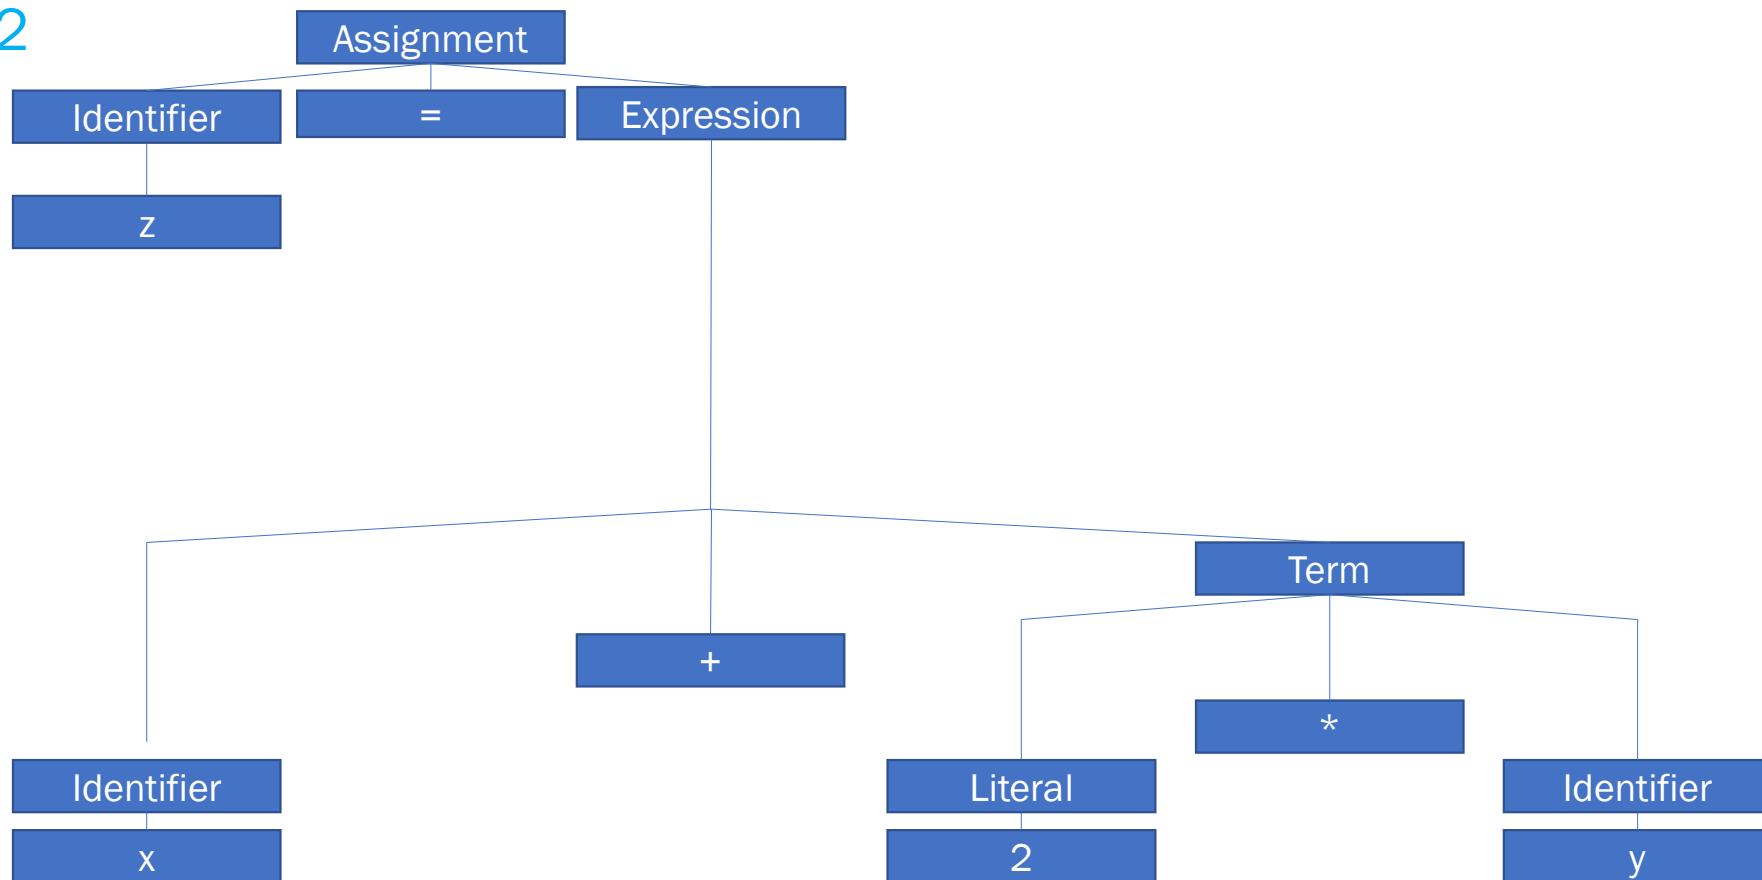 2
Assignment
Identifier
=
Expression
z
Term
+
*
Identifier
Literal
Identifier
x
2
y